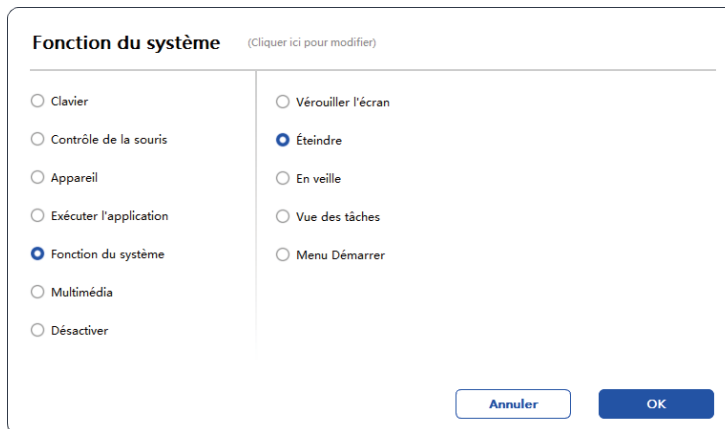 Fonction du système (Cliquer ici pour modifier)
Clavier
Contrôle de la souris
Appareil
Exécuter l'application
Fonction du système
Multimédia
Désactiver
Vérouiller l'écran
Éteindre
En veille
Vue des tâches
Menu Démarrer
Annuler OK